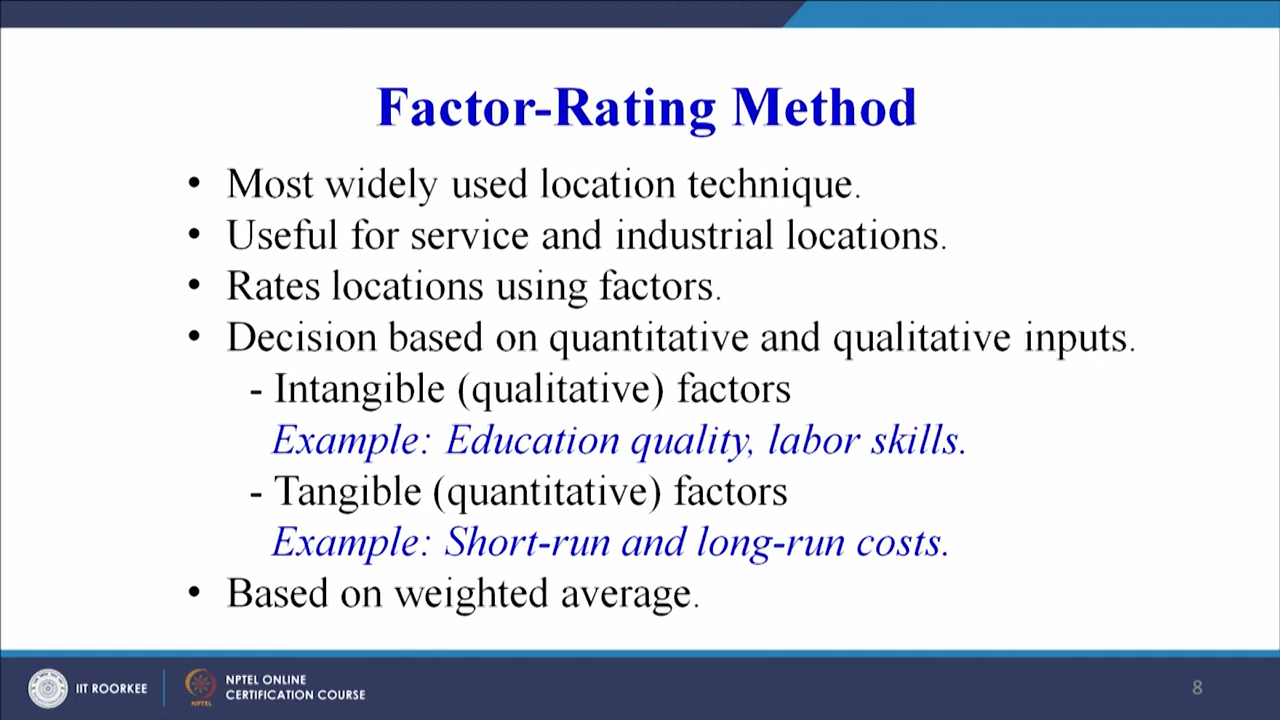 Factor-Rating Method
• Most widely used location technique.
• Useful for service and industrial locations.
• Rates locations using factors.
• Decision based on quantitative and qualitative inputs.
- Intangible (qualitative) factors
Example: Education quality, labor skills.
- Tangible (quantitative) factors
Example: Short-run and long-run costs.
• Based on weighted average.
IIT ROORKEE
NPTEL
NPTEL ONLINE
CERTIFICATION COURSE
8